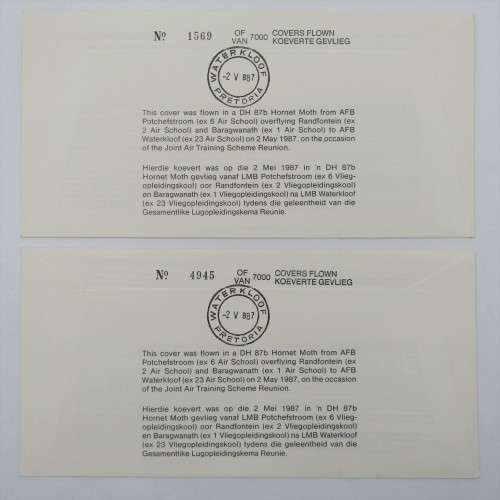 No 1569 OF VAN 7000 COVERS FLOWN KOEVERTE GEVLIEG
WATERKLOOF
-2 V 887
PRETORIA
This cover was flown in a DH 87b Hornet Moth from AFB
Potchefstroom (ex 6 Air School) overflying Randfontein (ex
2 Air School) and Baragwanath (ex 1 Air School) to AFB
Waterkloof (ex 23 Air School) on 2 May 1987, on the occasion
of the Joint Air Training Scheme Reunion.
Hierdie koevert was op die 2 Mei 1987 in 'n DH 87b
Hornet Moth gevlieg vanaf LMB Potchefstroom (ex 6 Vlieg-
opleidingskool) oor Randfontein (ex 2 Vliegopleidingskool)
en Baragwanath (ex 1 Vliegopleidingskool) na LMB Waterkloof
(ex 23 Vliegopleidingskool) tydens die geleentheid van die
Gesamentlike Lugopleidingskema Reunie.
No 4945 OF VAN 7000 COVERS FLOWN KOEVERTE GEVLIEG
WATERKLOOF
-2 V 887
PRETORIA
This cover was flown in a DH 87b Hornet Moth from AFB
Potchefstroom (ex 6 Air School) overflying Randfontein (ex
2 Air School) and Baragwanath (ex 1 Air School) to AFB
Waterkloof (ex 23 Air School) on 2 May 1987, on the occasion
of the Joint Air Training Scheme Reunion.
Hierdie koevert was op die 2 Mei 1987 in 'n DH 87b
Hornet Moth gevlieg vanaf LMB Potchefstroom (ex 6 Vlieg-
opleidingskool) oor Randfontein (ex 2 Vliegopleidingskool)
en Baragwanath (ex 1 Vliegopleidingskool) na LMB Waterkloof
(ex 23 Vliegopleidingskool) tydens die geleentheid van die
Gesamentlike Lugopleidingskema Reunie.